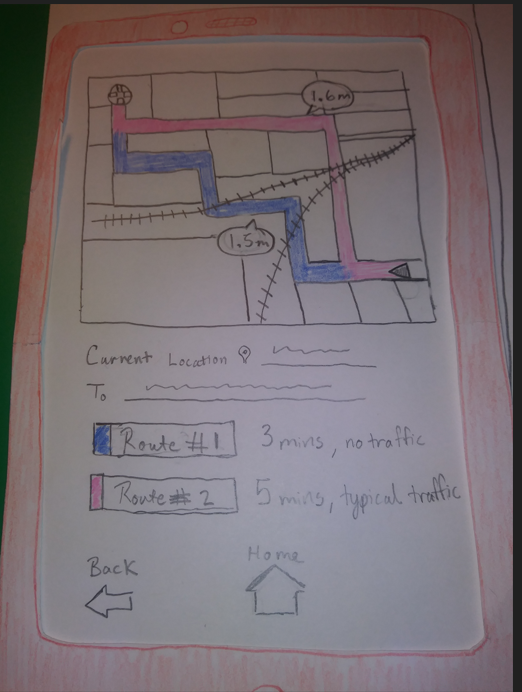 1.6m
1.5m
Current Location
To
Route #1 3 mins, no traffic
Route # 2 5 mins, typical traffic
Home
Back